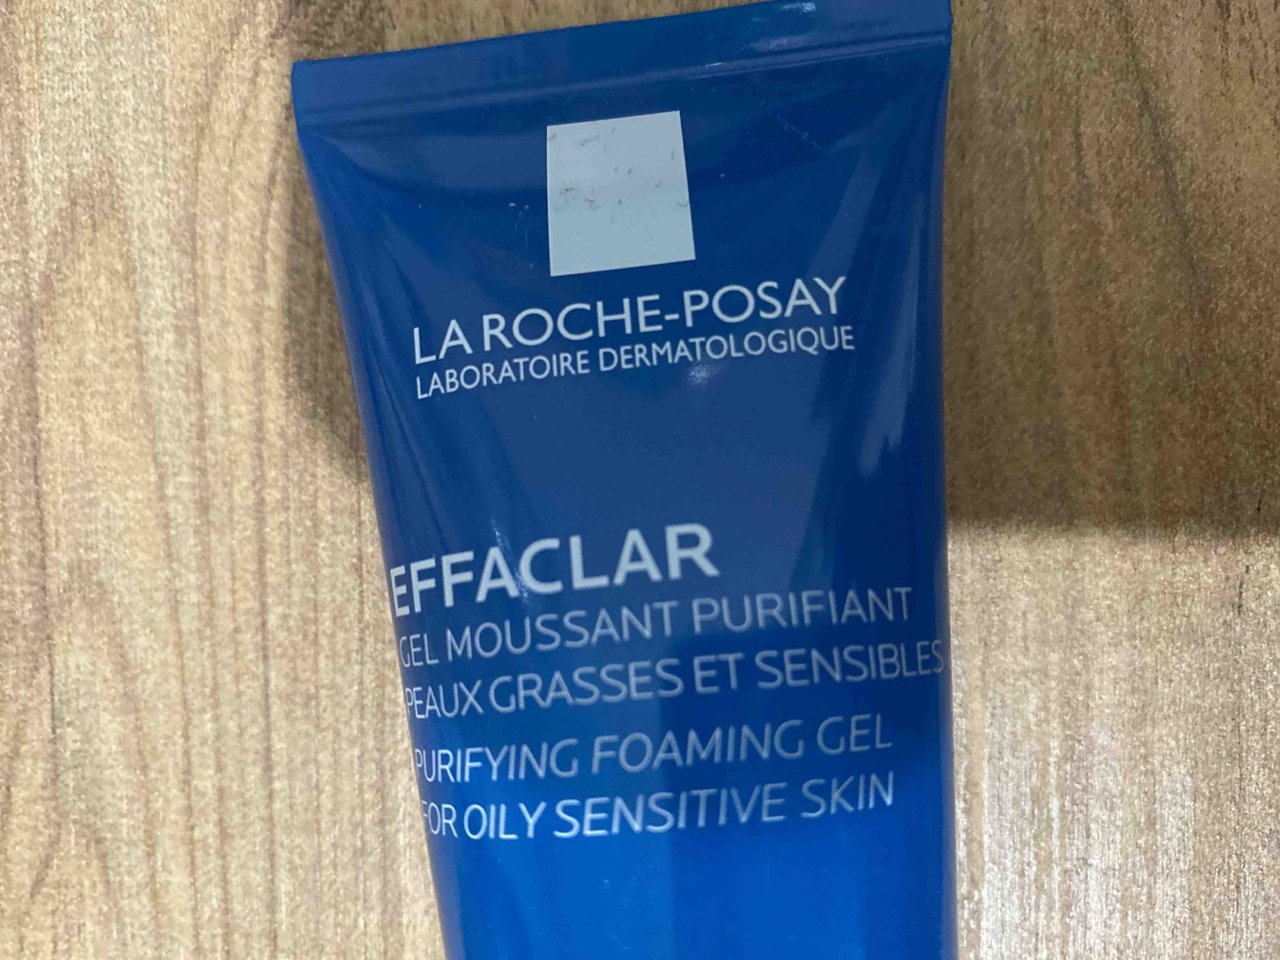 LA ROCHE-POSAY
LABORATOIRE DERMATOLOGIQUE
EFFACLAR
GEL MOUSSANT PURIFIANT
PEAUX GRASSES ET SENSIBLES
PURIFYING FOAMING GEL
FOR OILY SENSITIVE SKIN